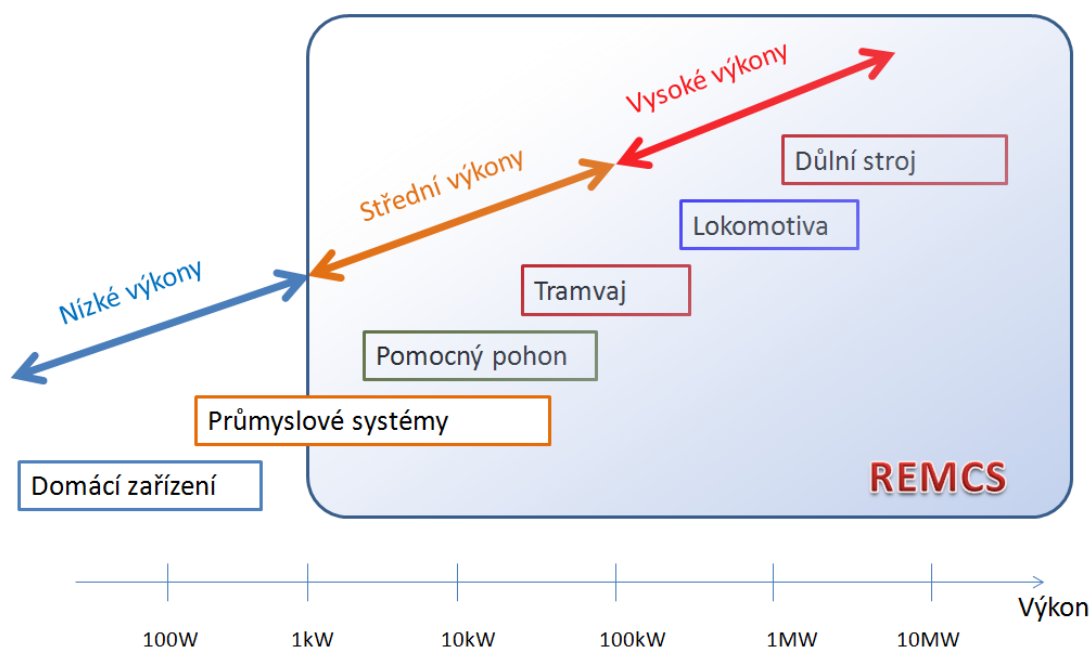 Vysoké výkony
Střední výkony
Nízké výkony
Důlní stroj
Lokomotiva
Tramvaj
Pomocný pohon
Průmyslové systémy
Domácí zařízení
REMCS
Výkon
100W
1kW
10kW
100kW
1MW
10MW